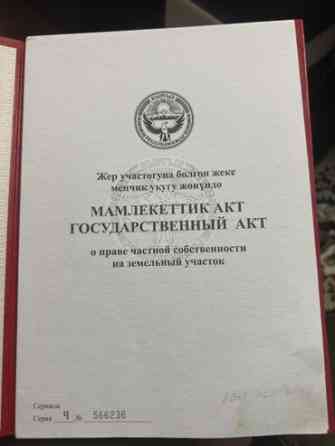 Жер участогуна болгон жеке
менчик укугу жөнүндө
МАМЛЕКЕТТИК АКТ
ГОСУДАРСТВЕННЫЙ АКТ
о праве частной собственности
на земельный участок
Сериясы
Серия Ч № 566236